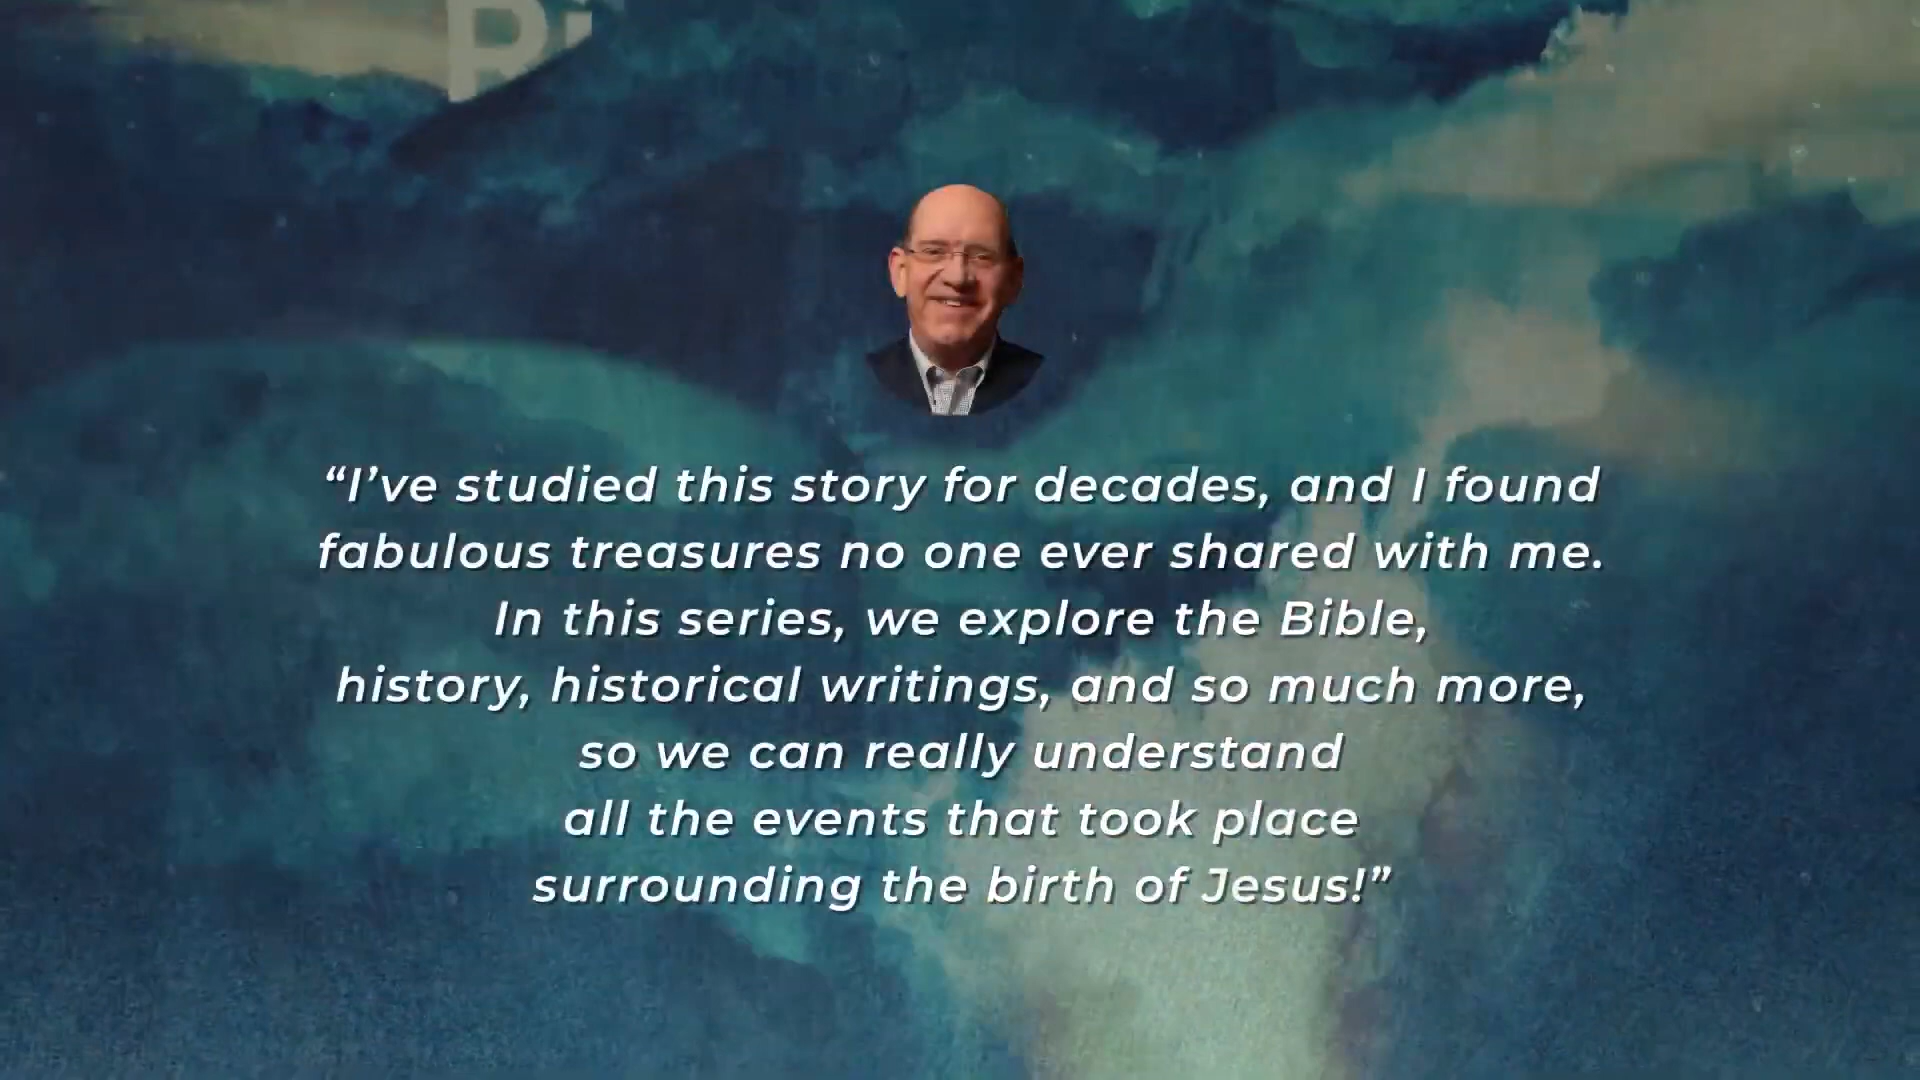 “I’ve studied this story for decades, and I found
fabulous treasures no one ever shared with me.
In this series, we explore the Bible,
history, historical writings, and so much more,
so we can really understand
all the events that took place
surrounding the birth of Jesus!”